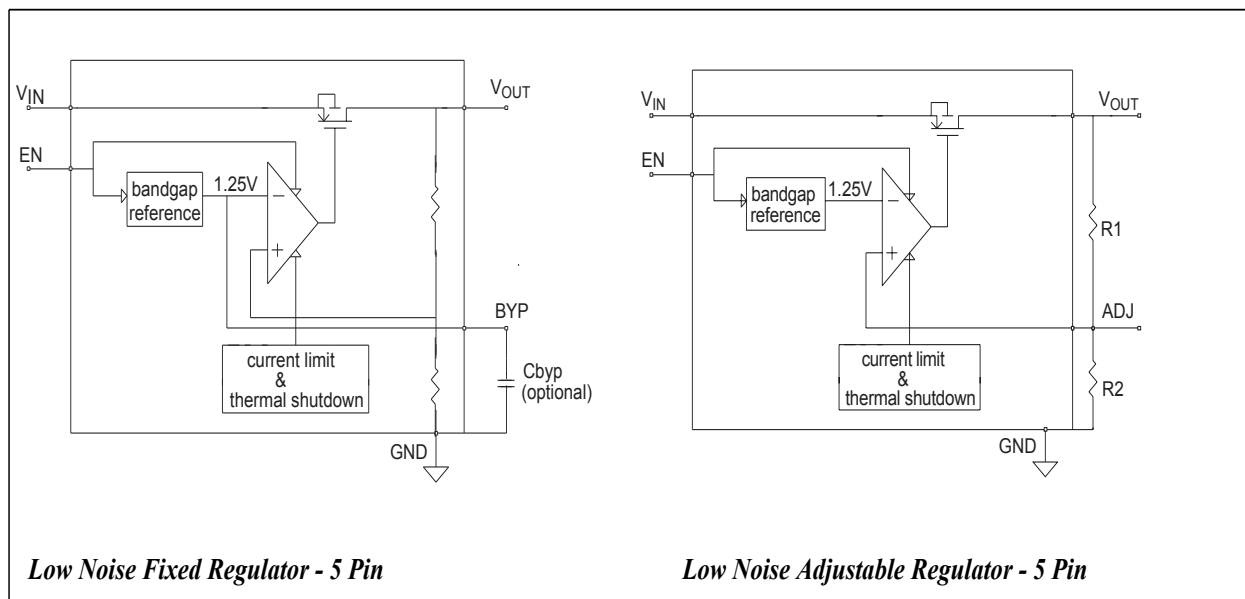 VIN
VOUT
EN
bandgap
reference
1.25V
−
+
BYP
current limit
&
thermal shutdown
Cbyp
(optional)
GND
Low Noise Fixed Regulator - 5 Pin
VIN
VOUT
EN
bandgap
reference
1.25V
−
+
R1
ADJ
current limit
&
thermal shutdown
R2
GND
Low Noise Adjustable Regulator - 5 Pin